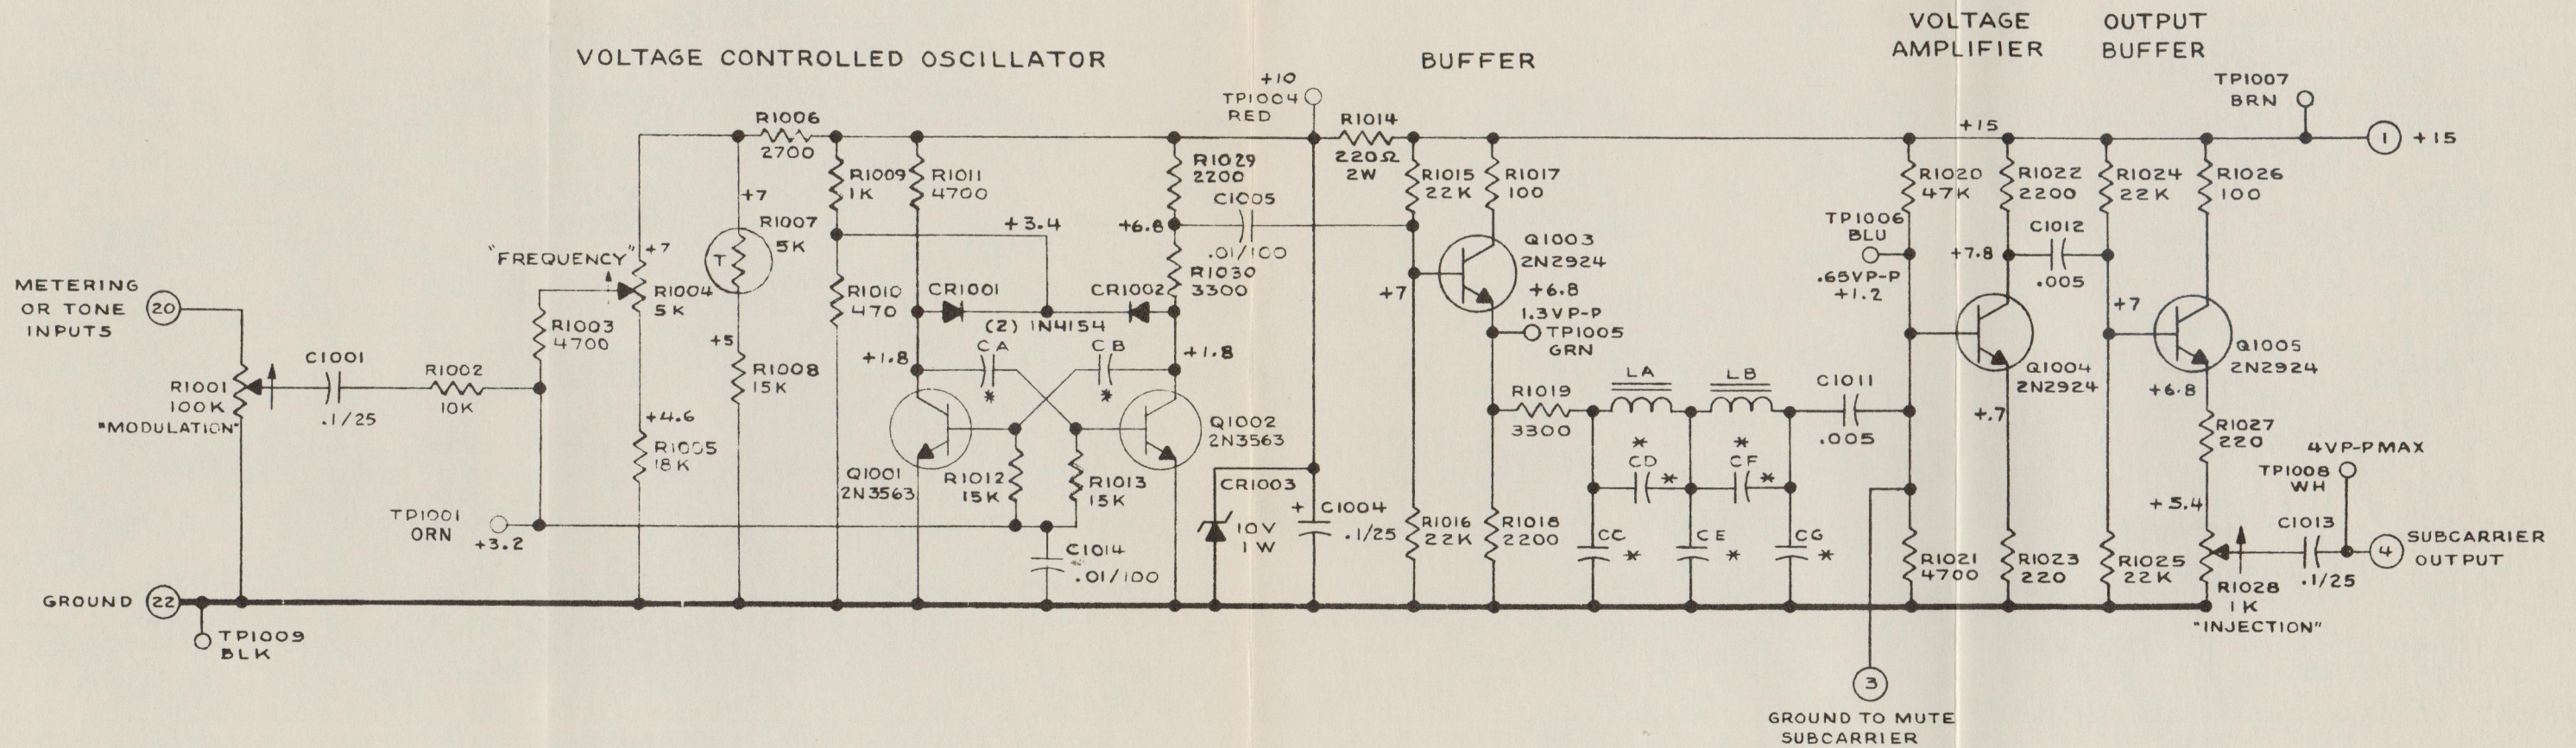 VOLTAGE CONTROLLED OSCILLATOR
BUFFER
VOLTAGE
AMPLIFIER
OUTPUT
BUFFER
METERING
OR TONE
INPUTS
20
R1001
100K
"MODULATION"
C1001
.1/25
R1002
10K
R1003
4700
"FREQUENCY"
+7
R1004
5K
+4.6
R1005
18K
TP1001
ORN
+3.2
GROUND
22
TP1009
BLK
R1006
2700
+7
R1007
5K
T
+5
R1008
15K
R1009
1K
R1010
470
R1011
4700
+3.4
CR1001
CR1002
(2) 1N4154
+1.8
CA
*
CB
*
+1.8
Q1001
2N3563
R1012
15K
R1013
15K
Q1002
2N3563
C1014
.01/100
R1029
2200
+6.8
C1005
.01/100
R1030
3300
+10
TP1004
RED
CR1003
10V
1W
+
C1004
.1/25
R1014
220Ω
2W
R1015
22K
R1017
100
+7
Q1003
2N2924
+6.8
1.3VP-P
TP1005
GRN
R1016
22K
R1018
2200
R1019
3300
LA
*
CD
*
LB
*
CF
*
CC
*
CE
*
CG
*
C1011
.005
+15
R1020
47K
TP1006
BLU
.65VP-P
+1.2
R1021
4700
3
GROUND TO MUTE
SUBCARRIER
R1022
2200
+7.8
C1012
.005
Q1004
2N2924
+.7
R1023
220
R1024
22K
+7
R1025
22K
R1026
100
Q1005
2N2924
+6.8
R1027
220
+5.4
R1028
1K
"INJECTION"
TP1007
BRN
1
+15
4VP-PMAX
TP1008
WH
C1013
.1/25
4
SUBCARRIER
OUTPUT